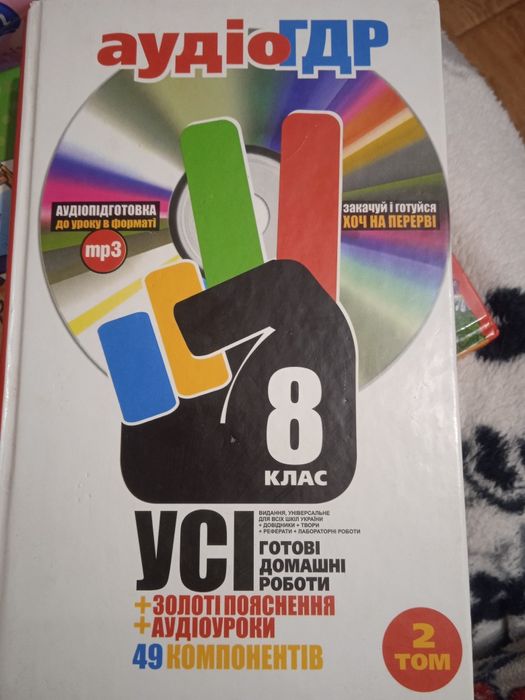 аудіоГДР
АУДІОПІДГОТОВКА
до уроку в форматі
mp3
закачуй і готуйся
ХОЧ НА ПЕРЕРВІ
8
КЛАС
УСІ
ВИДАННЯ, УНІВЕРСАЛЬНЕ
ДЛЯ ВСІХ ШКІЛ УКРАЇНИ
+ ДОВІДНИКИ + ТВОРИ
+ РЕФЕРАТИ + ЛАБОРАТОРНІ РОБОТИ
ГОТОВІ
ДОМАШНІ
РОБОТИ
+ЗОЛОТІ ПОЯСНЕННЯ
+АУДІОУРОКИ
49 КОМПОНЕНТІВ
2
ТОМ